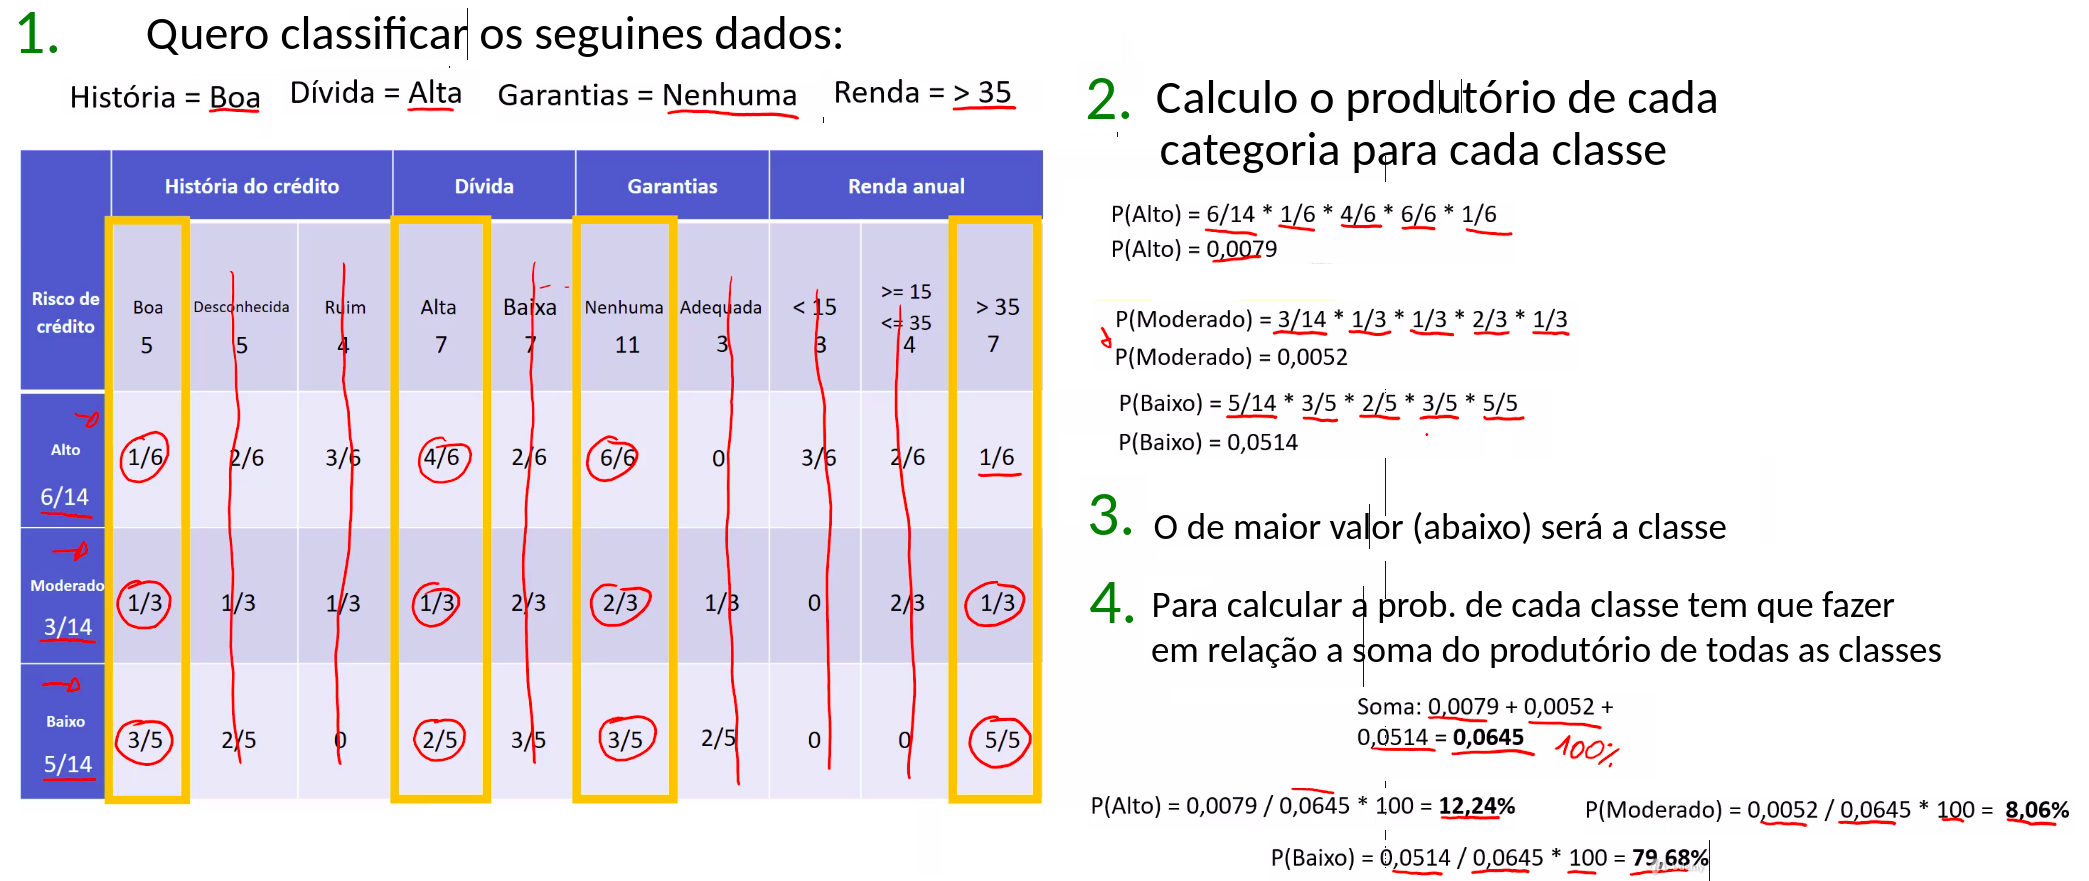 1. Quero classificar os seguines dados:
História = Boa Dívida = Alta Garantias = Nenhuma Renda = > 35
História do crédito Dívida Garantias Renda anual
Risco de
crédito
Boa Desconhecida Ruim Alta Baixa Nenhuma Adequada < 15 >= 15 <= 35 > 35
5 5 4 7 7 11 3 3 4 7
Alto
6/14
1/6 2/6 3/6 4/6 2/6 6/6 0 3/6 2/6 1/6
Moderado
3/14
1/3 1/3 1/3 1/3 2/3 2/3 1/3 0 2/3 1/3
Baixo
5/14
3/5 2/5 0 2/5 3/5 3/5 2/5 0 0 5/5
2. Calculo o produtório de cada
categoria para cada classe
P(Alto) = 6/14 * 1/6 * 4/6 * 6/6 * 1/6
P(Alto) = 0,0079
P(Moderado) = 3/14 * 1/3 * 1/3 * 2/3 * 1/3
P(Moderado) = 0,0052
P(Baixo) = 5/14 * 3/5 * 2/5 * 3/5 * 5/5
P(Baixo) = 0,0514
3. O de maior valor (abaixo) será a classe
4. Para calcular a prob. de cada classe tem que fazer
em relação a soma do produtório de todas as classes
Soma: 0,0079 + 0,0052 +
0,0514 = 0,0645 100%
P(Alto) = 0,0079 / 0,0645 * 100 = 12,24% P(Moderado) = 0,0052 / 0,0645 * 100 = 8,06%
P(Baixo) = 0,0514 / 0,0645 * 100 = 79,68%